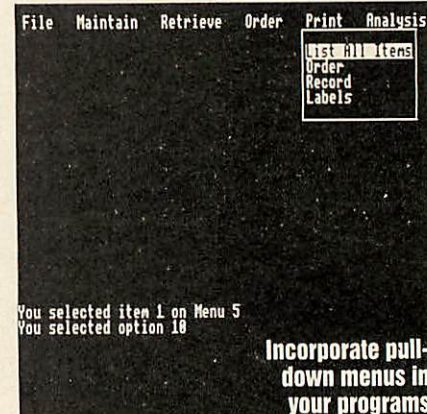 File Maintain Retrieve Order Print Analysis
List All Items
Order
Record
Labels
You selected item 1 on Menu 5
You selected option 18
Incorporate pull-
down menus in
your programs